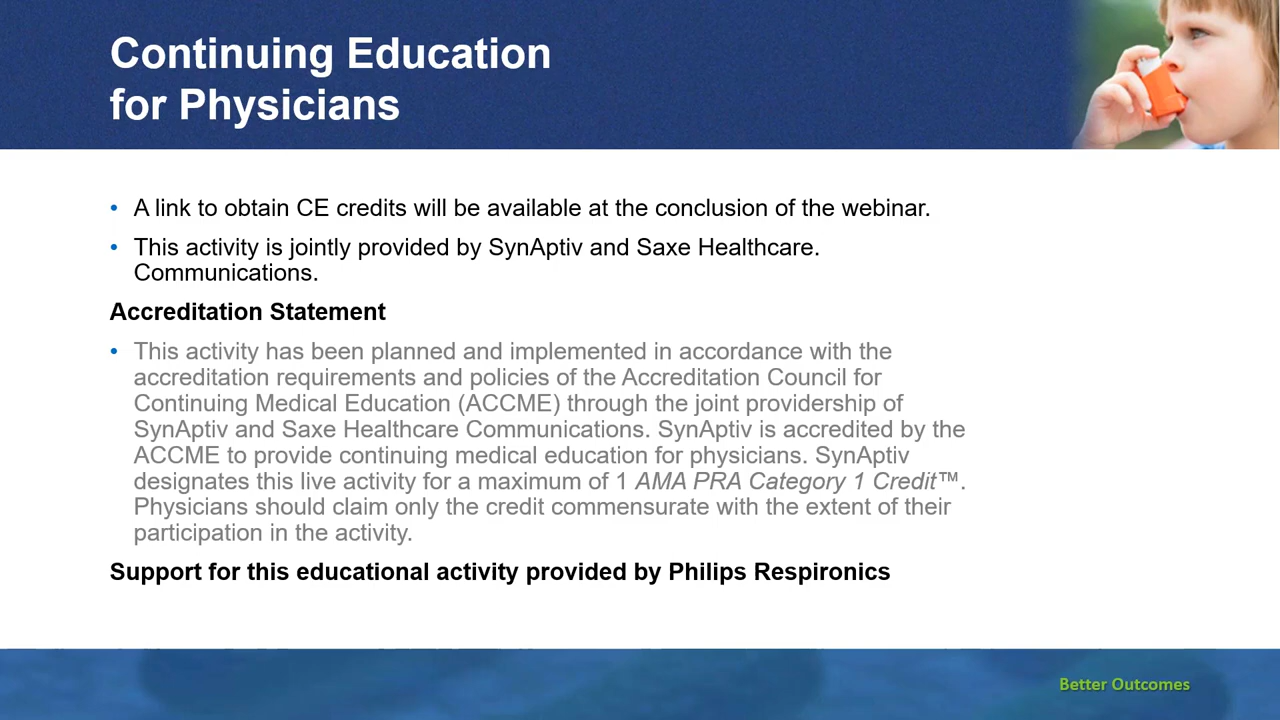 Continuing Education
for Physicians
• A link to obtain CE credits will be available at the conclusion of the webinar.
• This activity is jointly provided by SynAptiv and Saxe Healthcare.
Communications.
Accreditation Statement
• This activity has been planned and implemented in accordance with the
accreditation requirements and policies of the Accreditation Council for
Continuing Medical Education (ACCME) through the joint providership of
SynAptiv and Saxe Healthcare Communications. SynAptiv is accredited by the
ACCME to provide continuing medical education for physicians. SynAptiv
designates this live activity for a maximum of 1 AMA PRA Category 1 Credit™.
Physicians should claim only the credit commensurate with the extent of their
participation in the activity.
Support for this educational activity provided by Philips Respironics
Better Outcomes